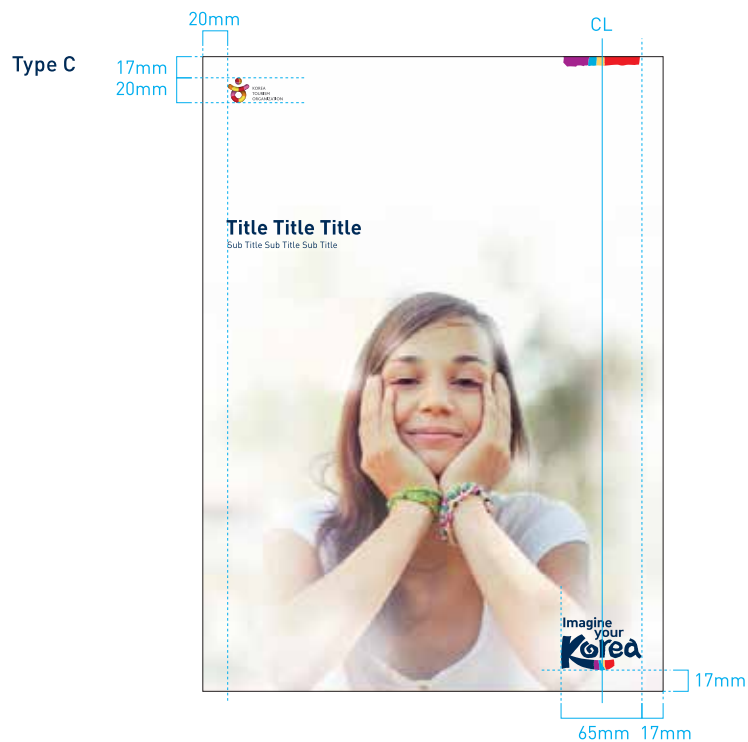 20mm
CL
Type C
17mm
20mm
KOREA
TOURISM
ORGANIZATION
Title Title Title
Sub Title Sub Title Sub Title
Imagine
your
Korea
17mm
65mm 17mm